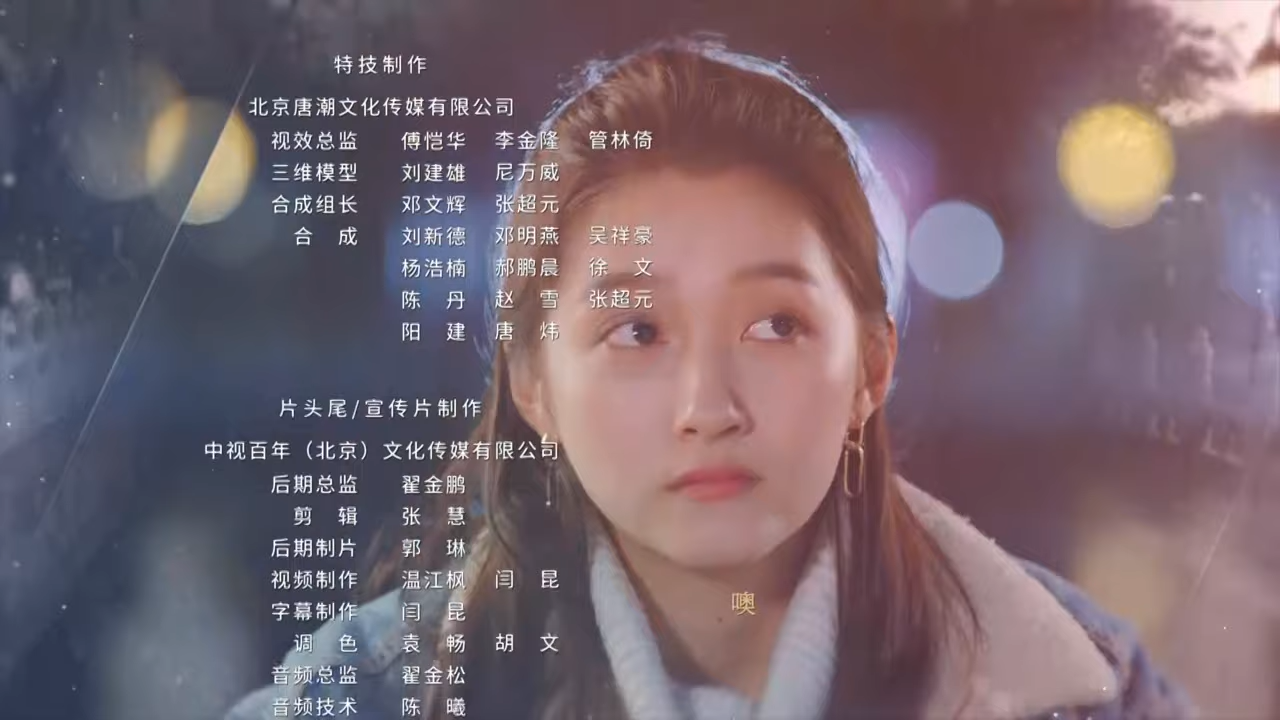 特技制作
北京唐潮文化传媒有限公司
视效总监 傅恺华 李金隆 管林倚
三维模型 刘建雄 尼万威
合成组长 邓文辉 张超元
合 成 刘新德 邓明燕 吴祥豪
杨浩楠 郝鹏晨 徐 文
陈 丹 赵 雪 张超元
阳 建 唐 炜
片头尾/宣传片制作
中视百年（北京）文化传媒有限公司
后期总监 翟金鹏
剪 辑 张 慧
后期制片 郭 琳
视频制作 温江枫 闫 昆
字幕制作 闫 昆
噢
调 色 袁 畅 胡 文
音频总监 翟金松
音频技术 陈 曦